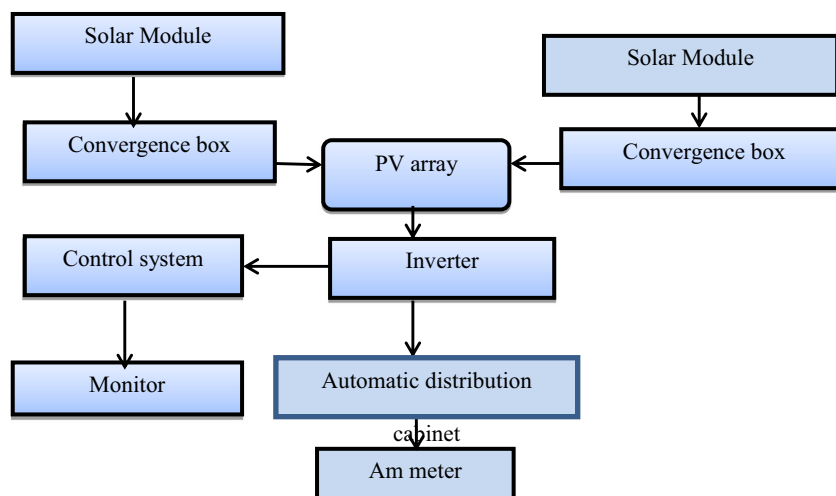 Solar Module
Solar Module
Convergence box
PV array
Convergence box
Control system
Inverter
Monitor
Automatic distribution
cabinet
Am meter